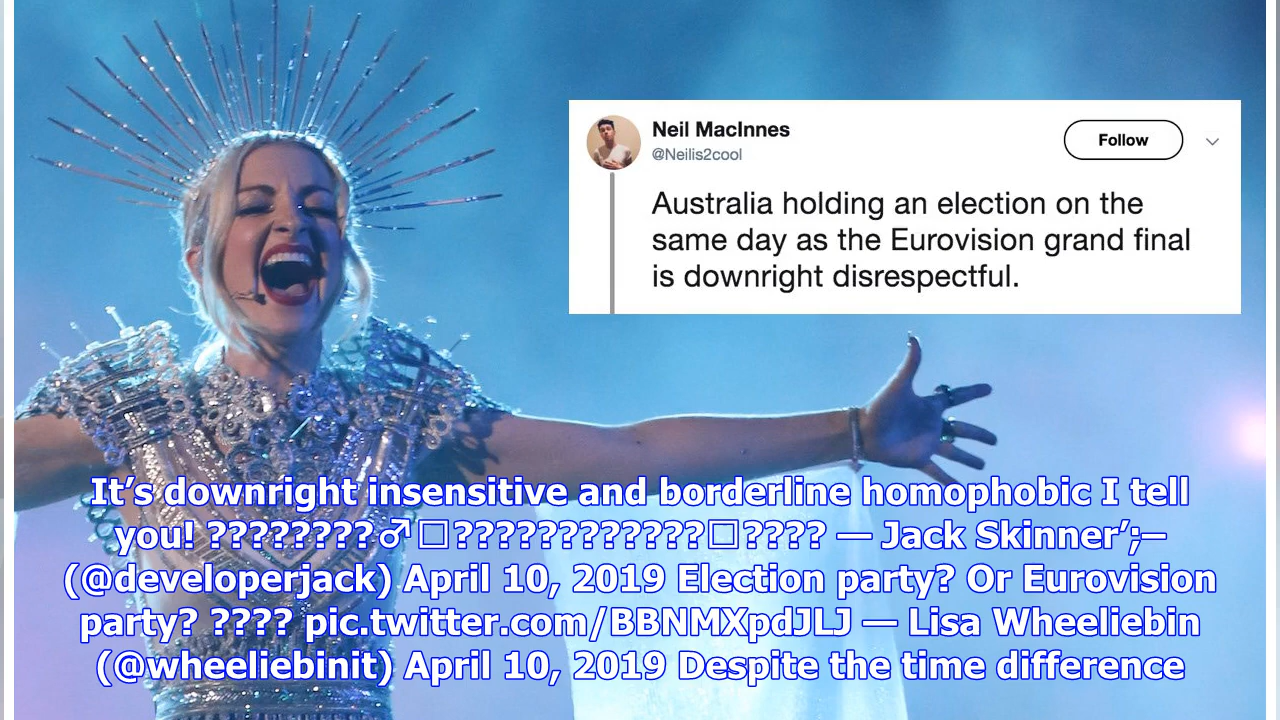 Neil MacInnes
@Neilis2cool
Follow
Australia holding an election on the
same day as the Eurovision grand final
is downright disrespectful.
It’s downright insensitive and borderline homophobic I tell
you! ????????♂□????????????□???? — Jack Skinner’;—
(@developerjack) April 10, 2019 Election party? Or Eurovision
party? ???? pic.twitter.com/BBNMXpdJLJ — Lisa Wheeliebin
(@wheeliebinit) April 10, 2019 Despite the time difference